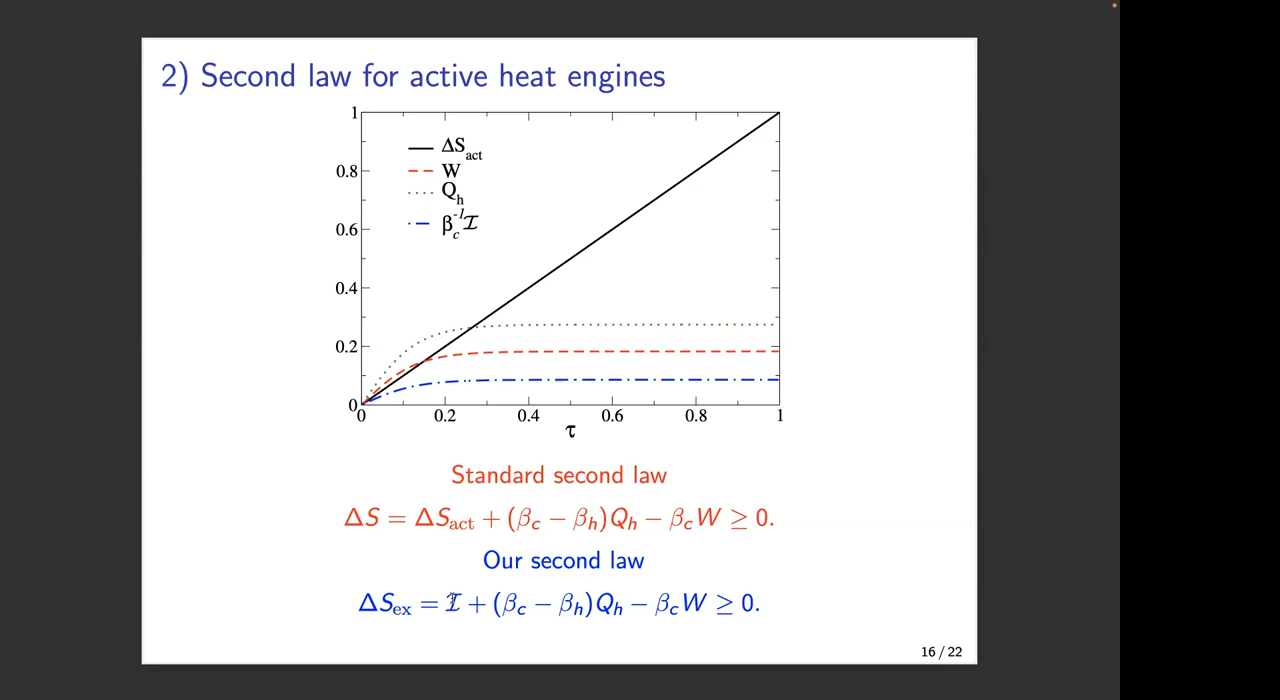 2) Second law for active heat engines
1
0.8
0.6
0.4
0.2
0
ΔS_act
W
Q_h
β_c^{-1}ℐ
0 0.2 0.4 0.6 0.8 1
τ
Standard second law
ΔS = ΔS_act + (β_c − β_h)Q_h − β_cW ≥ 0.
Our second law
ΔS_ex = ℐ + (β_c − β_h)Q_h − β_cW ≥ 0.
16 / 22